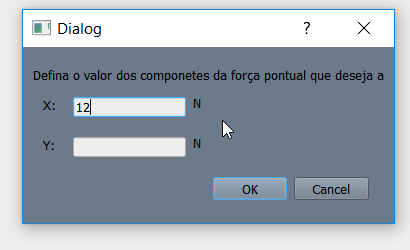 Dialog
?
Defina o valor dos componetes da força pontual que deseja a
X: 12 N
Y: N
OK Cancel